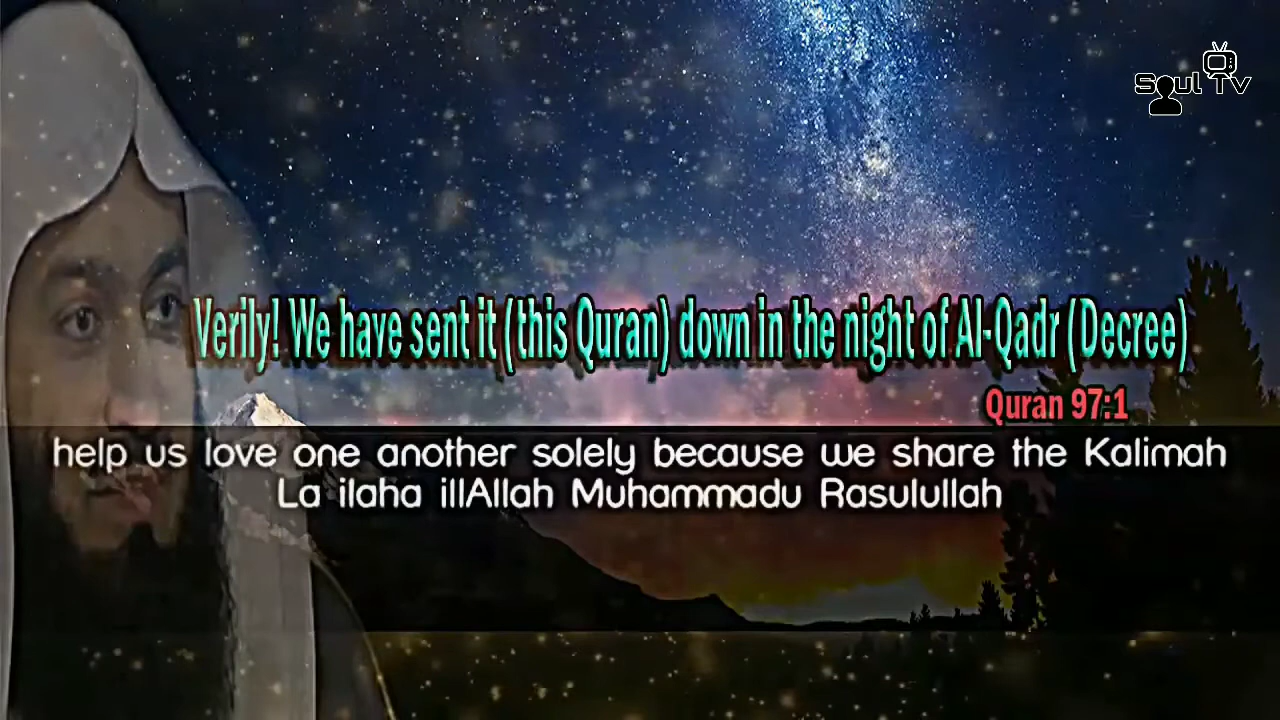 Soul Tv
Verily! We have sent it (this Quran) down in the night of Al-Qadr (Decree)
Quran 97:1
help us love one another solely because we share the Kalimah
La ilaha illAllah Muhammadu Rasulullah